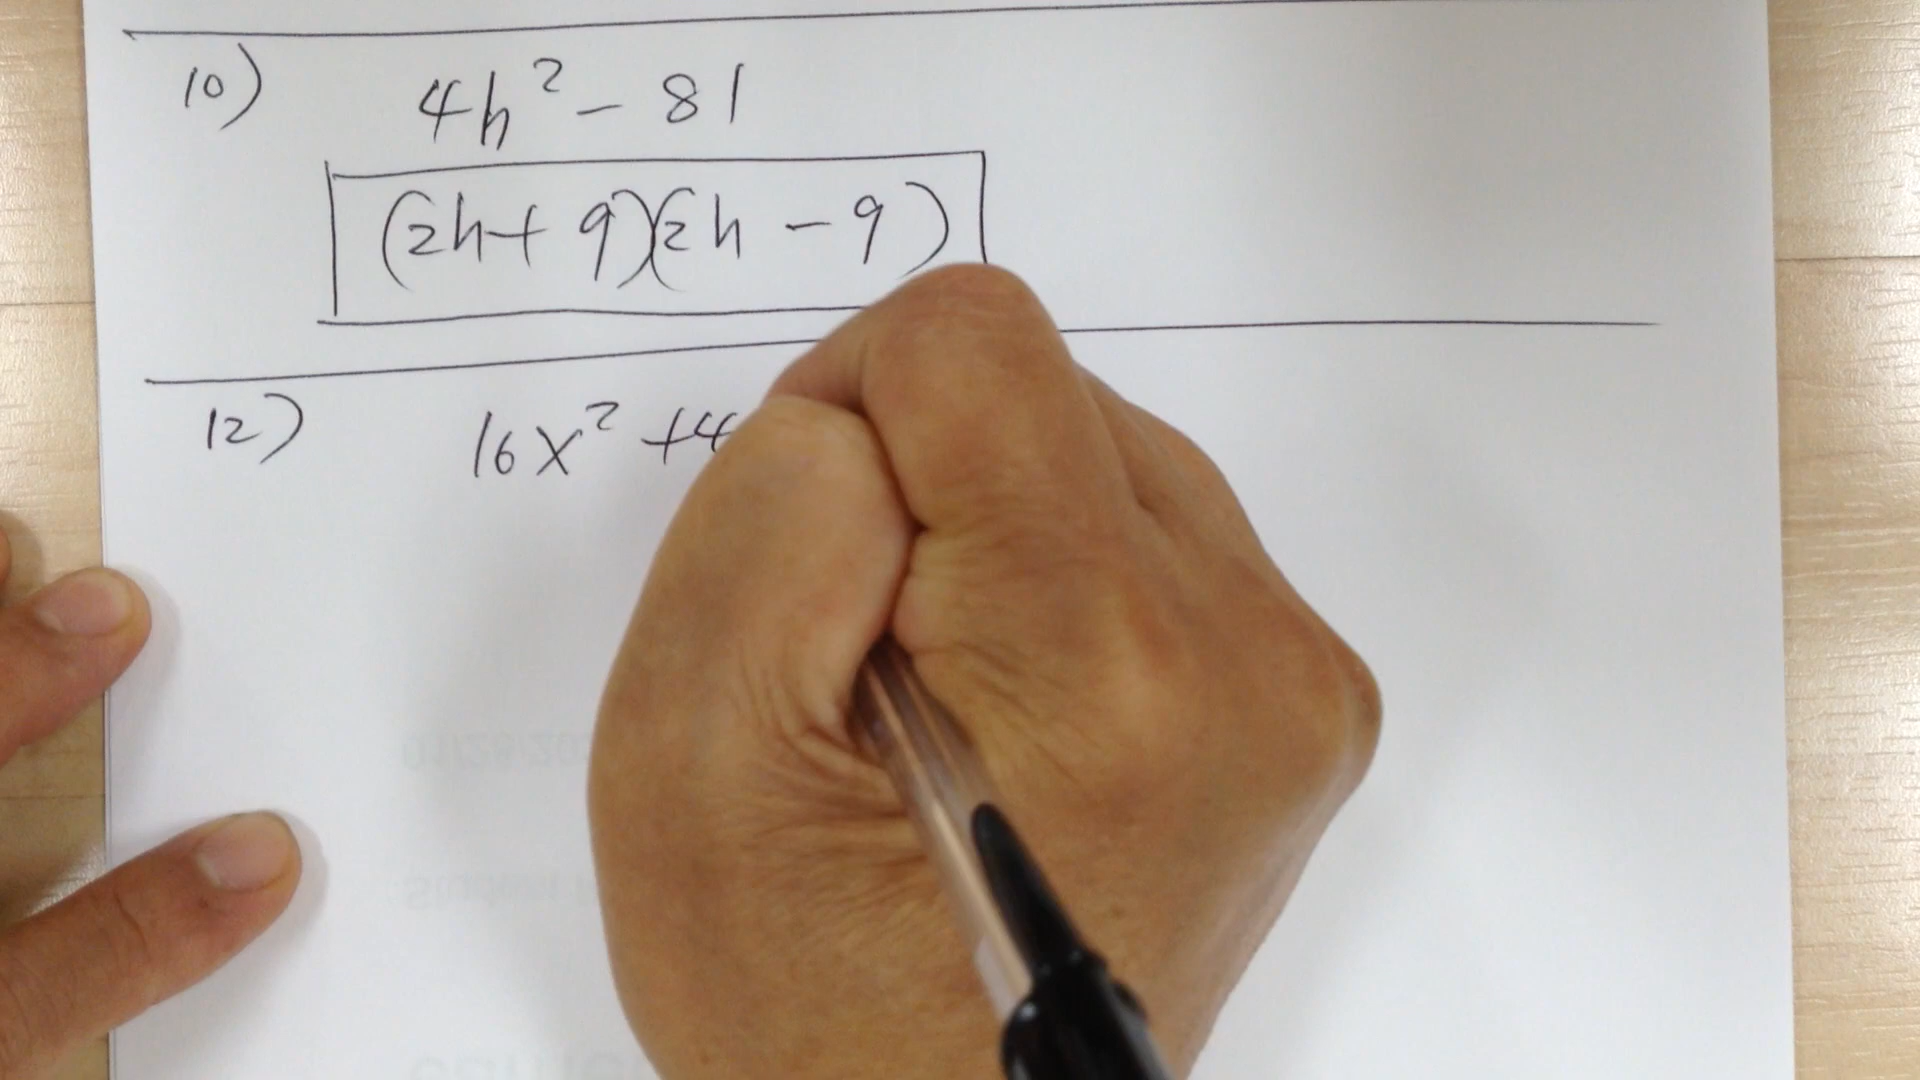 10) 4h² - 81
(2h+ 9)(2h - 9)
12) 16x² +4